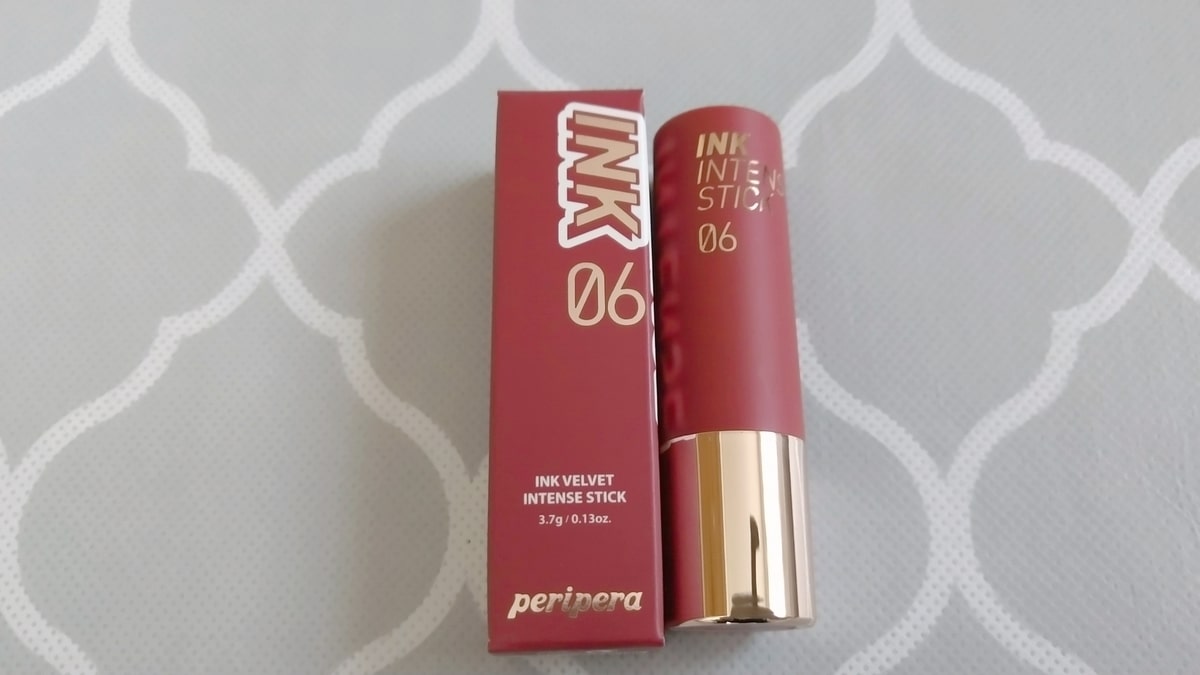 INK
06
INK VELVET
INTENSE STICK
3.7g / 0.13oz.
peripera
INK
INTENS
STICK
06